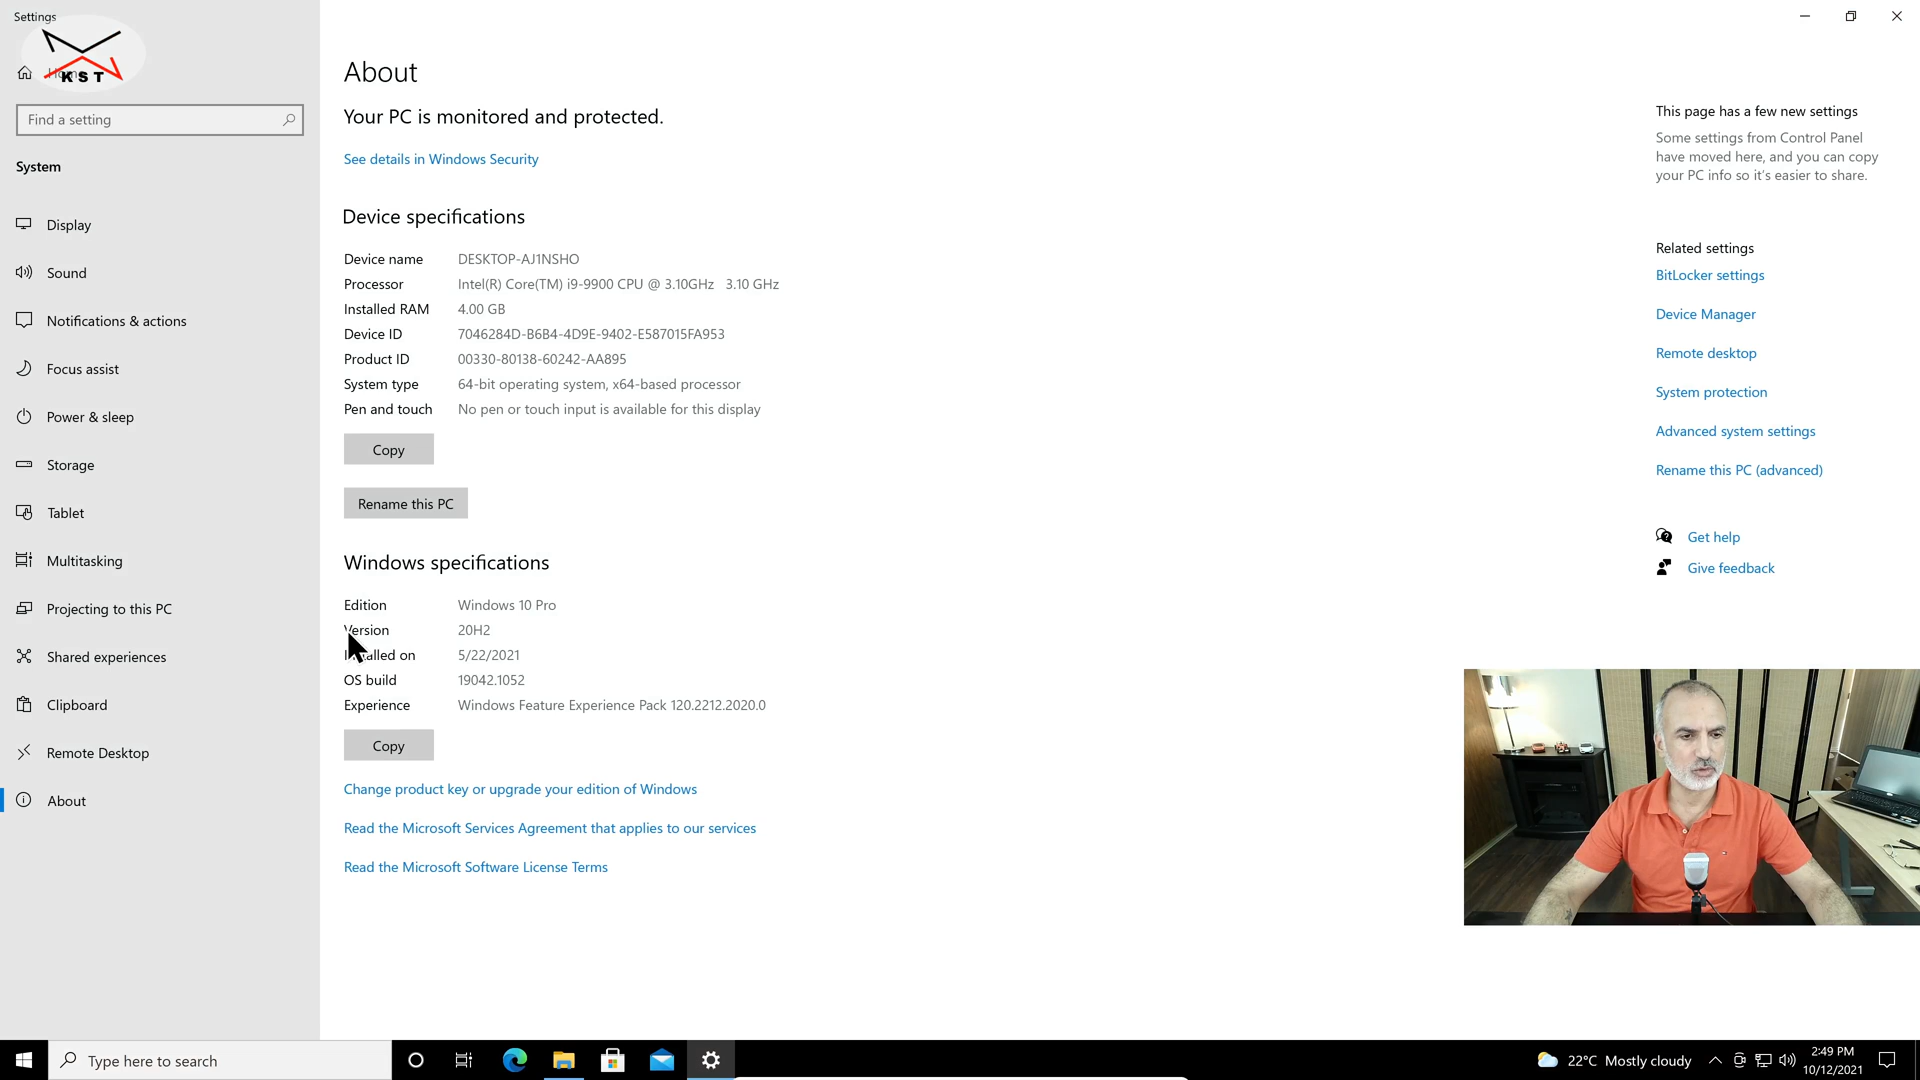 Settings
KST
Home
Find a setting
System
Display
Sound
Notifications & actions
Focus assist
Power & sleep
Storage
Tablet
Multitasking
Projecting to this PC
Shared experiences
Clipboard
Remote Desktop
About
About
Your PC is monitored and protected.
See details in Windows Security
Device specifications
Device name DESKTOP-AJ1NSHO
Processor Intel(R) Core(TM) i9-9900 CPU @ 3.10GHz 3.10 GHz
Installed RAM 4.00 GB
Device ID 7046284D-B6B4-4D9E-9402-E587015FA953
Product ID 00330-80138-60242-AA895
System type 64-bit operating system, x64-based processor
Pen and touch No pen or touch input is available for this display
Copy
Rename this PC
Windows specifications
Edition Windows 10 Pro
Version 20H2
Installed on 5/22/2021
OS build 19042.1052
Experience Windows Feature Experience Pack 120.2212.2020.0
Copy
Change product key or upgrade your edition of Windows
Read the Microsoft Services Agreement that applies to our services
Read the Microsoft Software License Terms
This page has a few new settings
Some settings from Control Panel
have moved here, and you can copy
your PC info so it's easier to share.
Related settings
BitLocker settings
Device Manager
Remote desktop
System protection
Advanced system settings
Rename this PC (advanced)
Get help
Give feedback
Type here to search
22°C Mostly cloudy
2:49 PM
10/12/2021